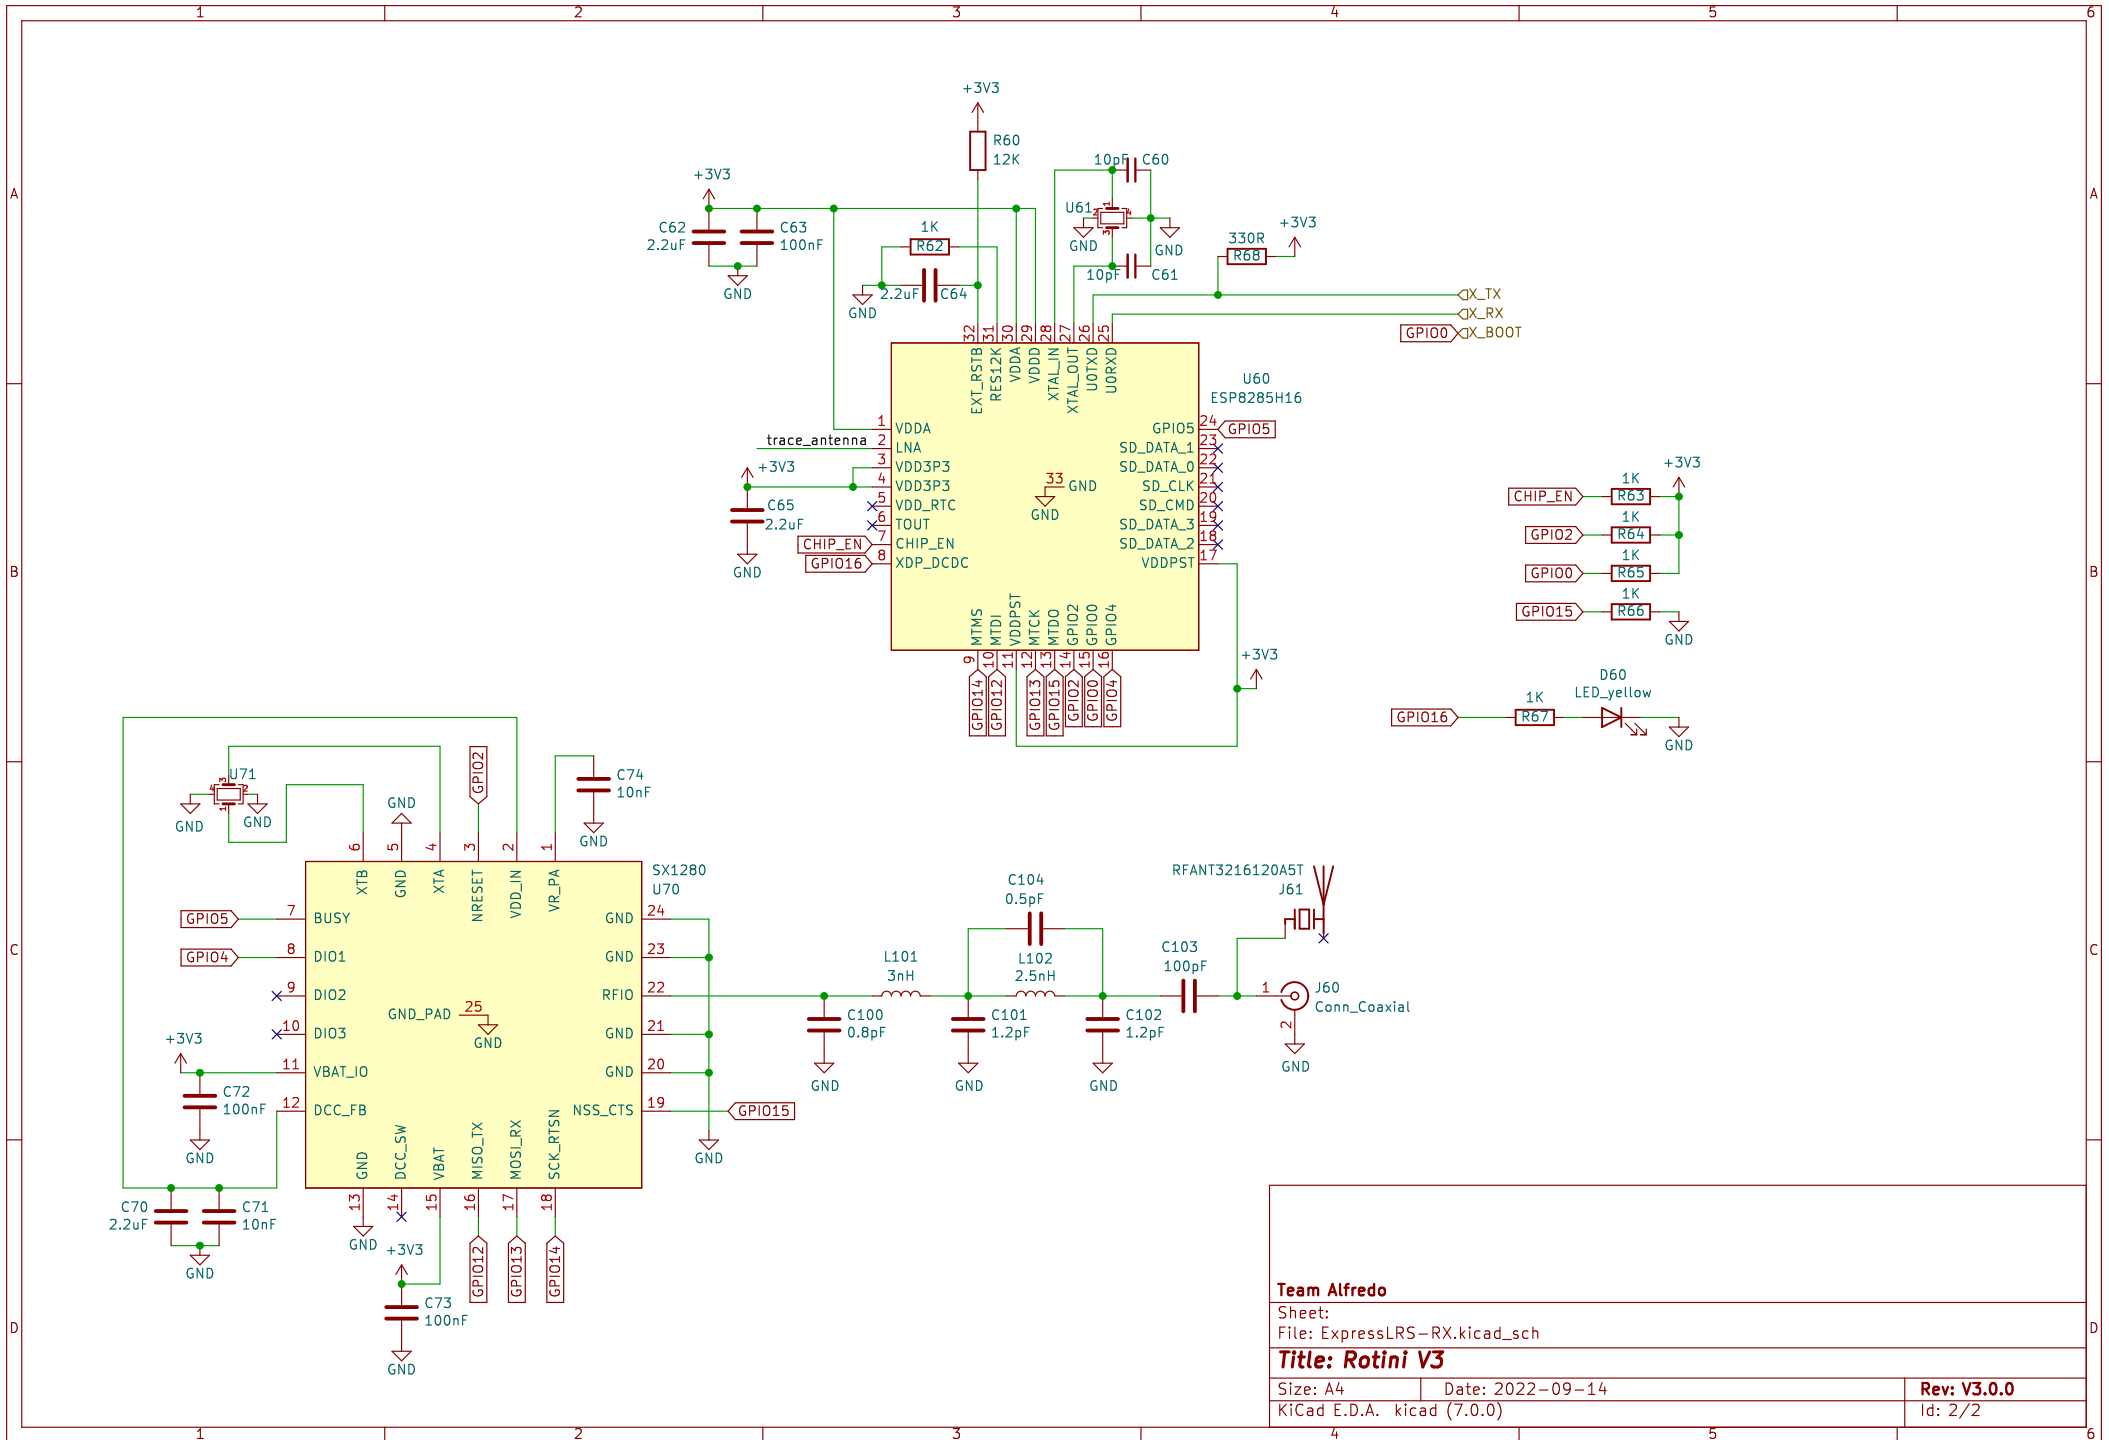 1 2 3 4 5 6
A
B
C
D
A
B
C
D
1 2 3 4 5 6
+3V3
R60
12K
+3V3
C62
2.2uF
C63
100nF
GND
1K
R62
2.2uF C64
GND
10pF C60
U61
1
2
3
4
GND
GND
10pF C61
330R
R68
+3V3
X_TX
X_RX
GPIO0 X_BOOT
U60
ESP8285H16
32 31 30 29 28 27 26 25
EXT_RSTB
RES12K
VDDA
VDDD
XTAL_IN
XTAL_OUT
U0TXD
U0RXD
trace_antenna
1 VDDA
2 LNA
3 VDD3P3
4 VDD3P3
5 VDD_RTC
6 TOUT
CHIP_EN 7 CHIP_EN
GPIO16 8 XDP_DCDC
+3V3
C65
2.2uF
GND
33 GND
GND
GPIO5 24 GPIO5
SD_DATA_1 23
SD_DATA_0 22
SD_CLK 21
SD_CMD 20
SD_DATA_3 19
SD_DATA_2 18
VDDPST 17
MTMS
MTDI
VDDPST
MTCK
MTDO
GPIO2
GPIO0
GPIO4
9 10 11 12 13 14 15 16
GPIO14
GPIO12
GPIO13
GPIO15
GPIO2
GPIO0
GPIO4
+3V3
+3V3
CHIP_EN 1K R63
GPIO2 1K R64
GPIO0 1K R65
GPIO15 1K R66
GND
D60
LED_yellow
GPIO16 1K R67
GND
U71
3
4
2
1
GND
GND
GND
GPIO2
C74
10nF
GND
SX1280
U70
6 5 4 3 2 1
XTB
GND
XTA
NRESET
VDD_IN
VR_PA
GPIO5 7 BUSY
GPIO4 8 DIO1
9 DIO2
10 DIO3
11 VBAT_IO
12 DCC_FB
+3V3
C72
100nF
GND
GND_PAD 25
GND
GND 24
GND 23
RFIO 22
GND 21
GND 20
NSS_CTS 19 GPIO15
GND
GND
DCC_SW
VBAT
MISO_TX
MOSI_RX
SCK_RTSN
13 14 15 16 17 18
GND
GPIO12
GPIO13
GPIO14
C70
2.2uF
C71
10nF
GND
+3V3
C73
100nF
GND
C100
0.8pF
GND
L101
3nH
C101
1.2pF
GND
C104
0.5pF
L102
2.5nH
C102
1.2pF
GND
C103
100pF
RFANT3216120A5T
J61
1
2
J60
Conn_Coaxial
GND
Team Alfredo
Sheet:
File: ExpressLRS-RX.kicad_sch
Title: Rotini V3
Size: A4 Date: 2022-09-14 Rev: V3.0.0
KiCad E.D.A. kicad (7.0.0) Id: 2/2